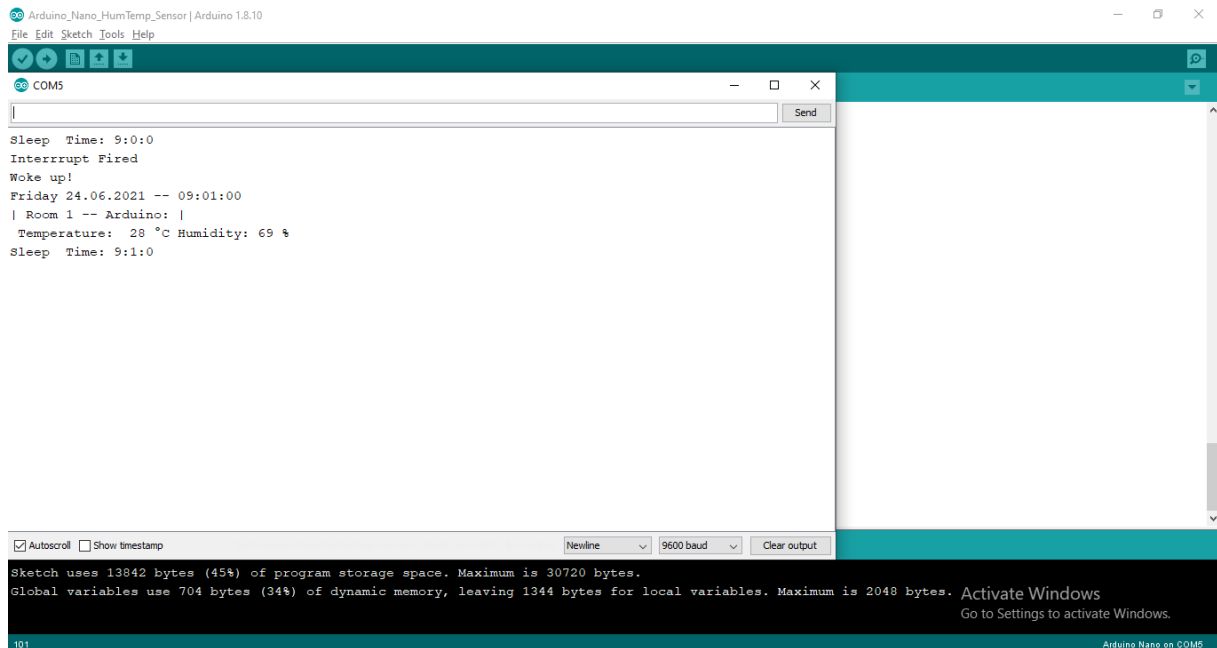 Arduino_Nano_HumTemp_Sensor | Arduino 1.8.10
File Edit Sketch Tools Help
COM5
Send
Sleep  Time: 9:0:0
Interrrupt Fired
Woke up!
Friday 24.06.2021 -- 09:01:00
| Room 1 -- Arduino: |
 Temperature:  28 °C Humidity: 69 %
Sleep  Time: 9:1:0
Autoscroll Show timestamp Newline 9600 baud Clear output
Sketch uses 13842 bytes (45%) of program storage space. Maximum is 30720 bytes.
Global variables use 704 bytes (34%) of dynamic memory, leaving 1344 bytes for local variables. Maximum is 2048 bytes.
Activate Windows
Go to Settings to activate Windows.
101 Arduino Nano on COM5